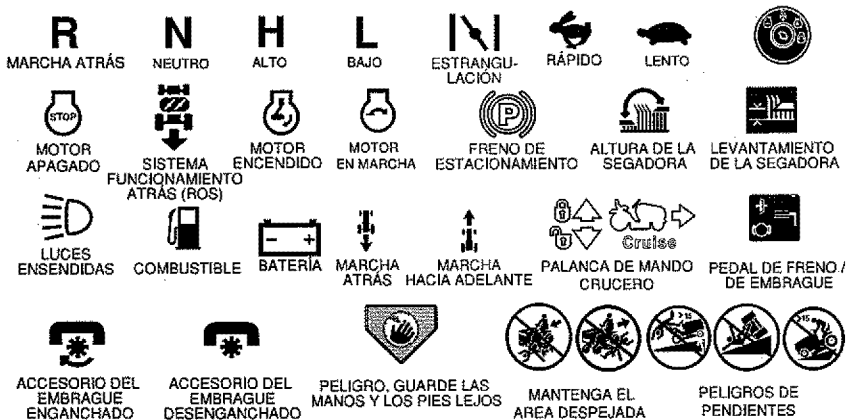 R N H L
MARCHA ATRÁS NEUTRO ALTO BAJO ESTRANGU-
LACIÓN RÁPIDO LENTO
STOP P
MOTOR
APAGADO
SISTEMA
FUNCIONAMIENTO
ATRÁS (ROS)
MOTOR
ENCENDIDO
MOTOR
EN MARCHA
FRENO DE
ESTACIONAMIENTO
ALTURA DE LA
SEGADORA
LEVANTAMIENTO
DE LA SEGADORA
LUCES
ENSENDIDAS
COMBUSTIBLE
- +
BATERÍA
MARCHA
ATRÁS
MARCHA
HACIA ADELANTE
Cruise
PALANCA DE MANDO
CRUCERO
PEDAL DE FRENO./
DE EMBRAGUE
ACCESORIO DEL
EMBRAGUE
ENGANCHADO
ACCESORIO DEL
EMBRAGUE
DESENGANCHADO
PELIGRO, GUARDE LAS
MANOS Y LOS PIES LEJOS
MANTENGA EL
AREA DESPEJADA
>15 >15
PELIGROS DE
PENDIENTES